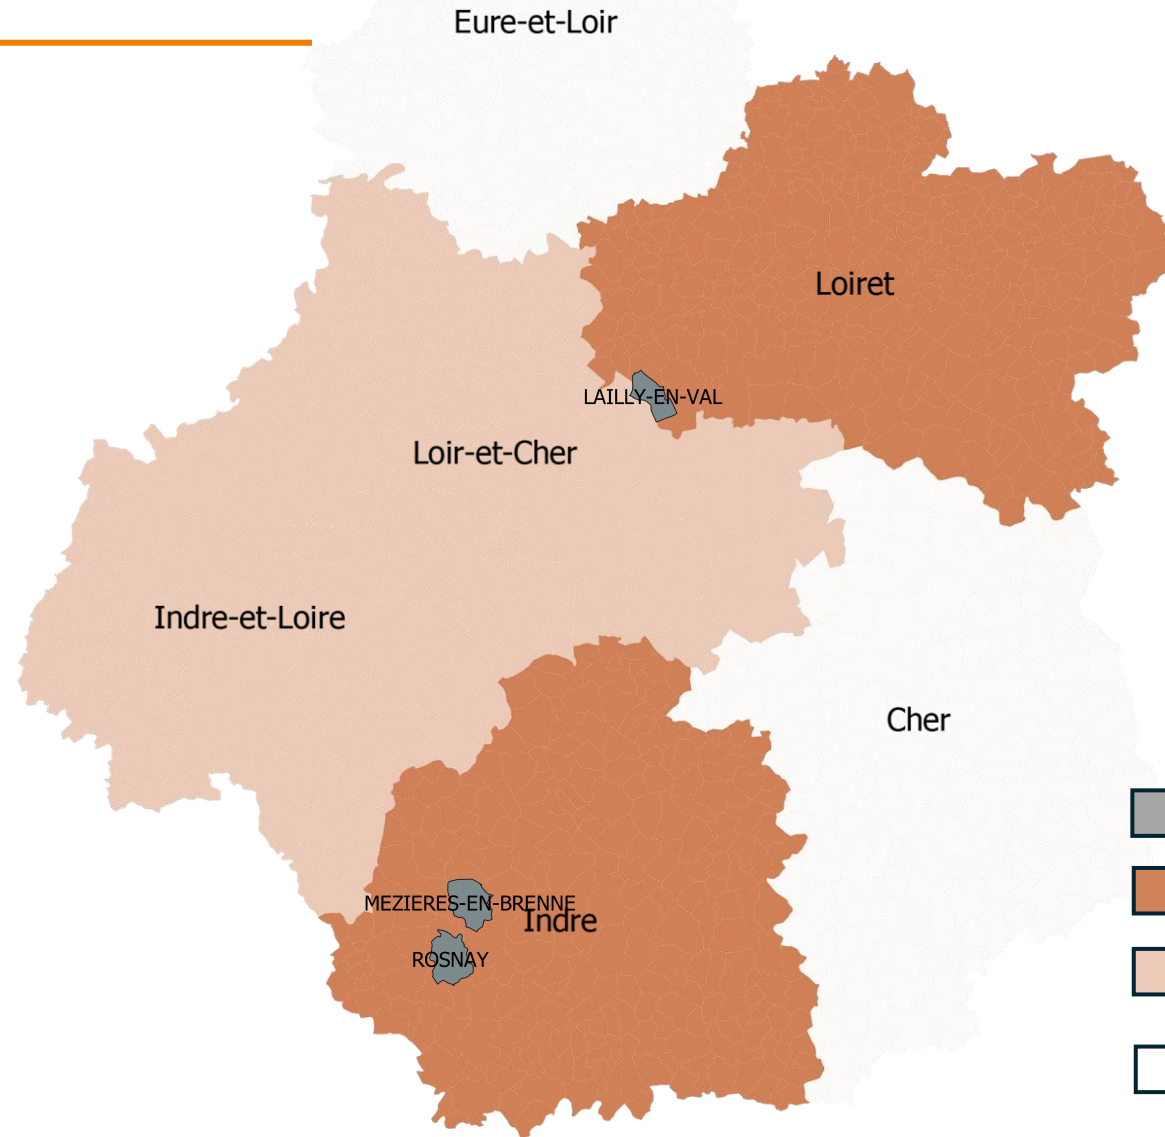 Eure-et-Loir
Loiret
LAILLY-EN-VAL
Loir-et-Cher
Indre-et-Loire
Cher
MEZIERES-EN-BRENNE
Indre
ROSNAY